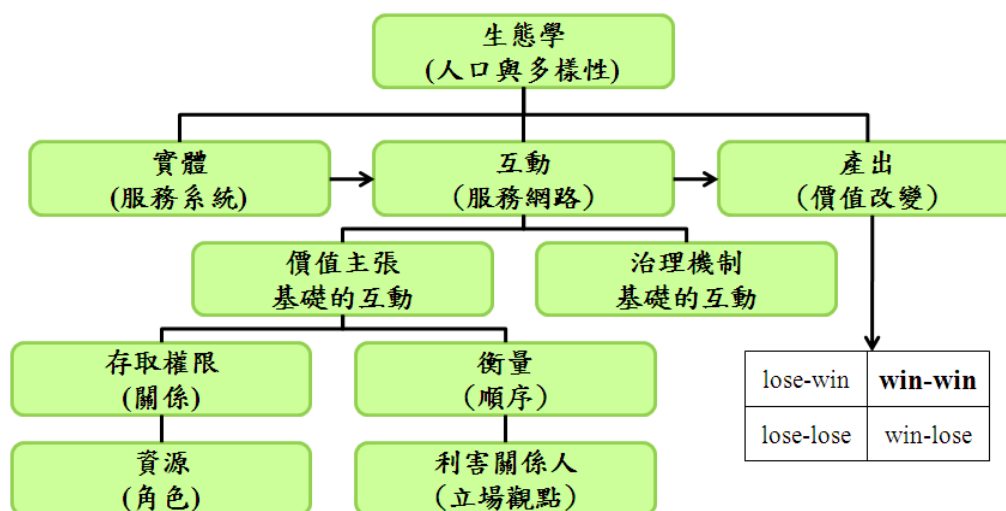 生態學
(人口與多樣性)
實體
(服務系統)
互動
(服務網路)
產出
(價值改變)
價值主張
基礎的互動
治理機制
基礎的互動
存取權限
(關係)
衡量
(順序)
lose-win
win-win
lose-lose
win-lose
資源
(角色)
利害關係人
(立場觀點)